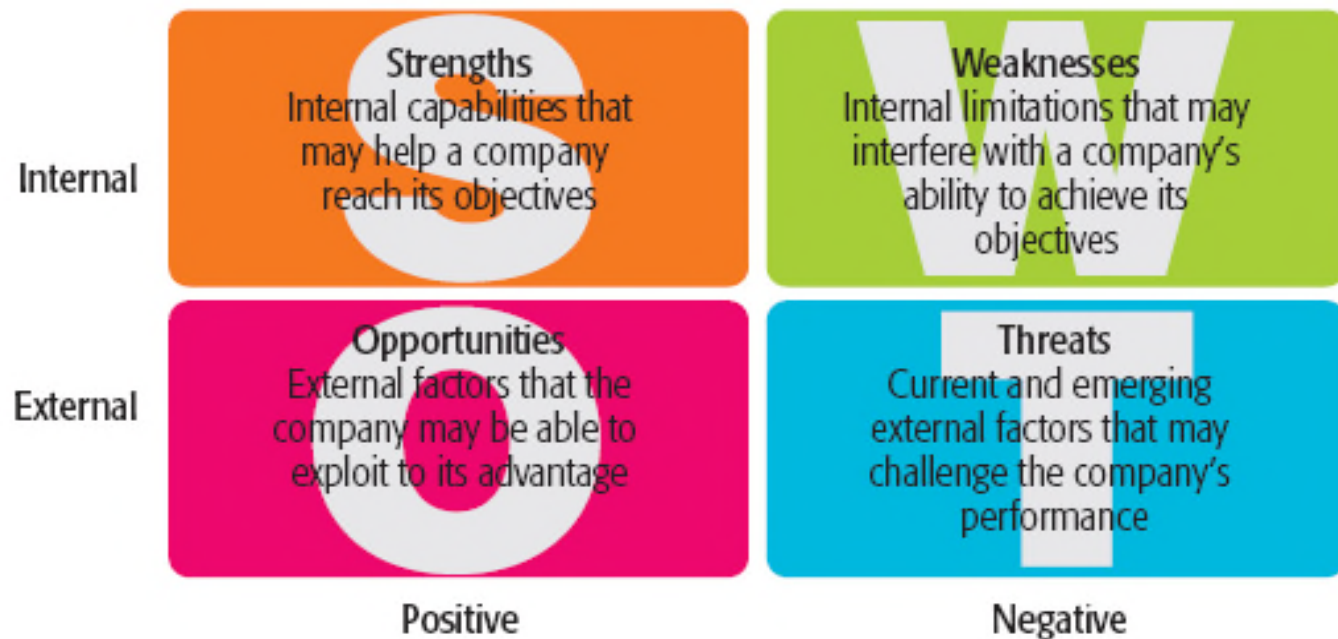 Internal
S
Strengths
Internal capabilities that
may help a company
reach its objectives
W
Weaknesses
Internal limitations that may
interfere with a company's
ability to achieve its
objectives
External
O
Opportunities
External factors that the
company may be able to
exploit to its advantage
T
Threats
Current and emerging
external factors that may
challenge the company's
performance
Positive
Negative